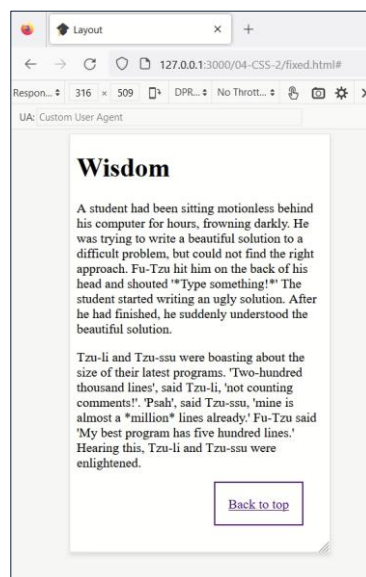 Layout
127.0.0.1:3000/04-CSS-2/fixed.html#
Respon... 316 × 509 DPR... No Thrott...
UA: Custom User Agent
Wisdom
A student had been sitting motionless behind
his computer for hours, frowning darkly. He
was trying to write a beautiful solution to a
difficult problem, but could not find the right
approach. Fu-Tzu hit him on the back of his
head and shouted '*Type something!*' The
student started writing an ugly solution. After
he had finished, he suddenly understood the
beautiful solution.
Tzu-li and Tzu-ssu were boasting about the
size of their latest programs. 'Two-hundred
thousand lines', said Tzu-li, 'not counting
comments!'. 'Psah', said Tzu-ssu, 'mine is
almost a *million* lines already.' Fu-Tzu said
'My best program has five hundred lines.'
Hearing this, Tzu-li and Tzu-ssu were
enlightened.
Back to top